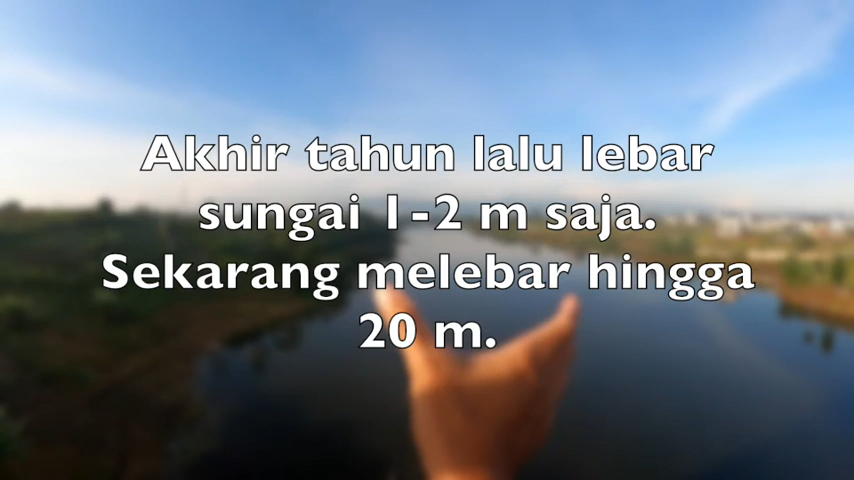 Akhir tahun lalu lebar
sungai 1-2 m saja.
Sekarang melebar hingga
20 m.